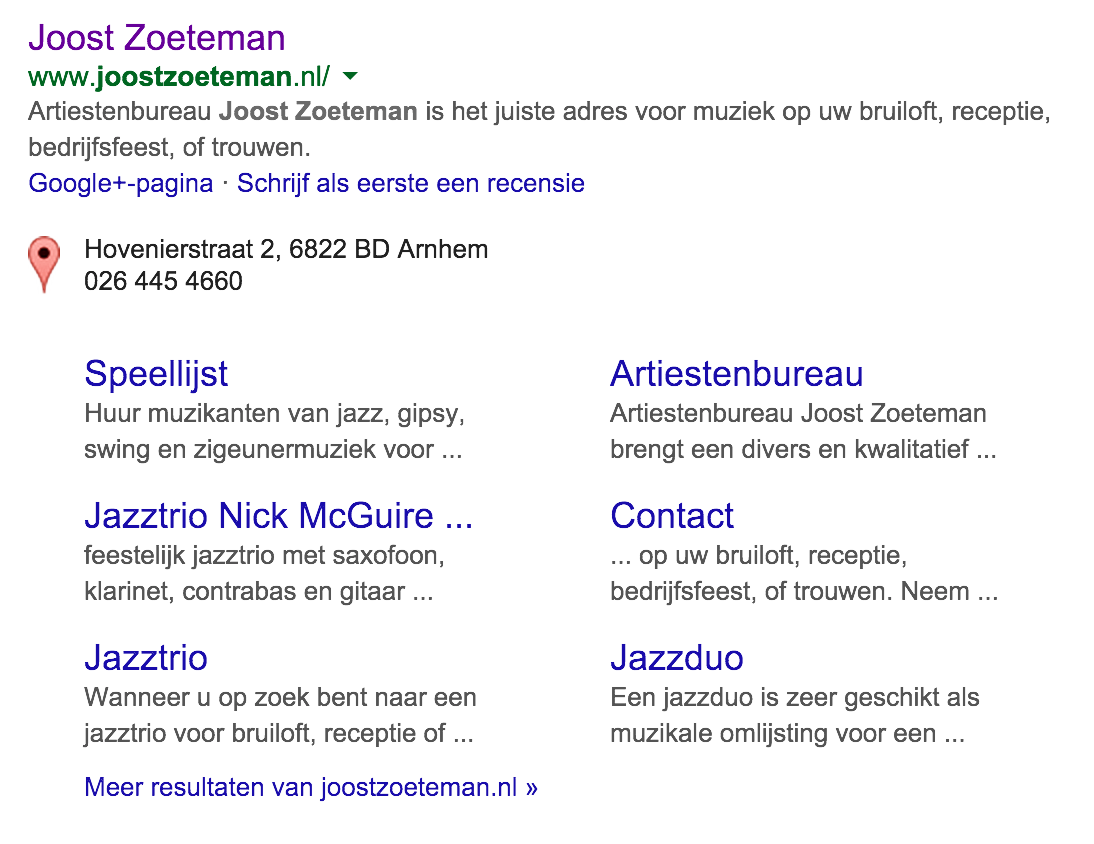 Joost Zoeteman
www.joostzoeteman.nl/
Artiestenbureau Joost Zoeteman is het juiste adres voor muziek op uw bruiloft, receptie,
bedrijfsfeest, of trouwen.
Google+-pagina · Schrijf als eerste een recensie
Hovenierstraat 2, 6822 BD Arnhem
026 445 4660
Speellijst
Huur muzikanten van jazz, gipsy,
swing en zigeunermuziek voor ...
Artiestenbureau
Artiestenbureau Joost Zoeteman
brengt een divers en kwalitatief ...
Jazztrio Nick McGuire ...
feestelijk jazztrio met saxofoon,
klarinet, contrabas en gitaar ...
Contact
... op uw bruiloft, receptie,
bedrijfsfeest, of trouwen. Neem ...
Jazztrio
Wanneer u op zoek bent naar een
jazztrio voor bruiloft, receptie of ...
Jazzduo
Een jazzduo is zeer geschikt als
muzikale omlijsting voor een ...
Meer resultaten van joostzoeteman.nl »